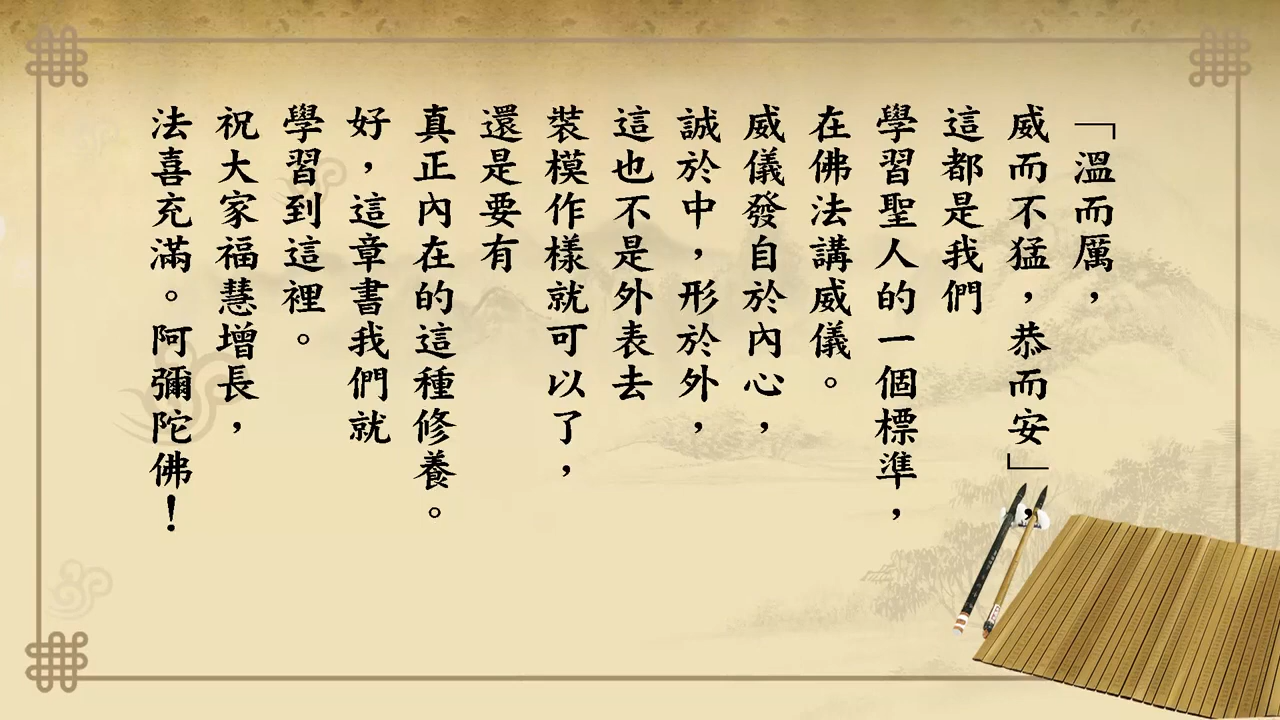 「溫而厲，
威而不猛，恭而安」，
這都是我們
學習聖人的一個標準，
在佛法講威儀。
威儀發自於內心，
誠於中，形於外，
這也不是外表去
裝模作樣就可以了，
還是要有
真正內在的這種修養。
好，這章書我們就
學習到這裡。
祝大家福慧增長，
法喜充滿。阿彌陀佛！